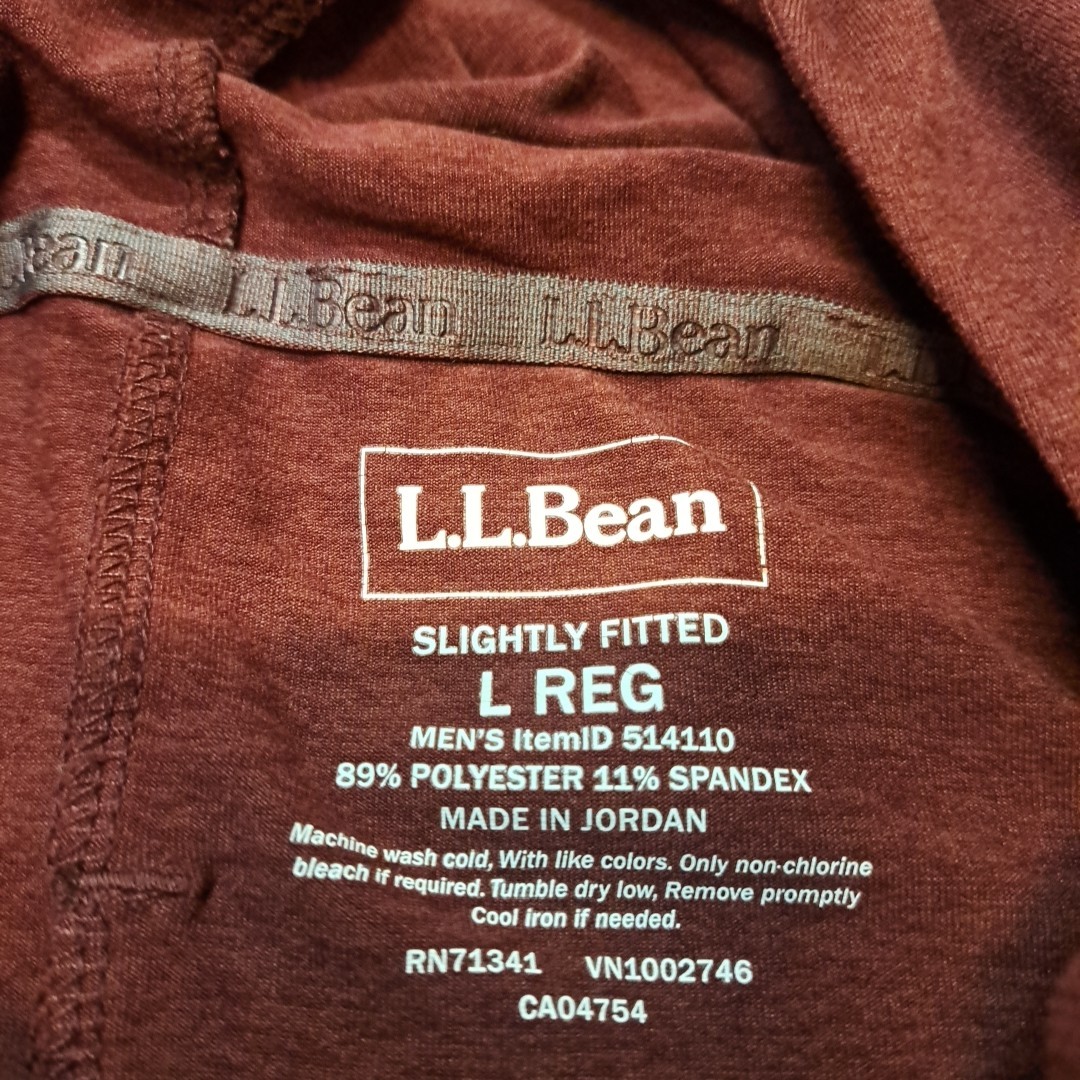 Bean L.L.Bean L.L.Bean L.L.
L.L.Bean
SLIGHTLY FITTED
L REG
MEN'S ItemID 514110
89% POLYESTER 11% SPANDEX
MADE IN JORDAN
Machine wash cold, With like colors. Only non-chlorine
bleach if required. Tumble dry low, Remove promptly
Cool iron if needed.
RN71341 VN1002746
CA04754